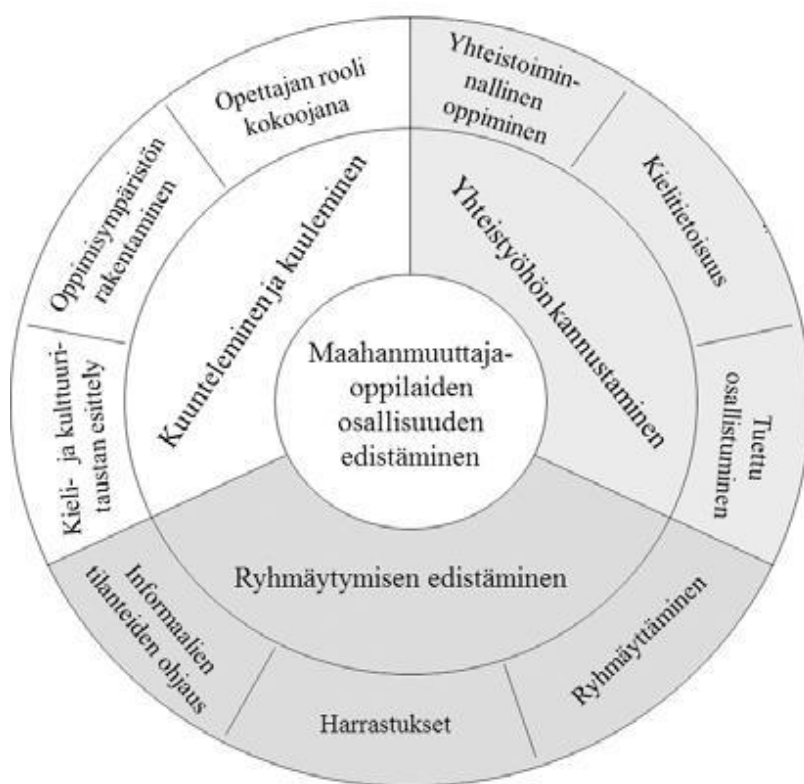 Opettajan rooli
kokoojana
Yhteistoimin-
nallinen
oppiminen
Oppimisympäristön
rakentaminen
Kielitietoisuus
Kuunteleminen ja kuuleminen
Yhteistyöhön kannustaminen
Maahanmuuttaja-
oppilaiden
osallisuuden
edistäminen
Kieli- ja kulttuuri-
taustan esittely
Tuettu
osallistuminen
Ryhmäytymisen edistäminen
Informaalien
tilanteiden ohjaus
Harrastukset
Ryhmäyttäminen